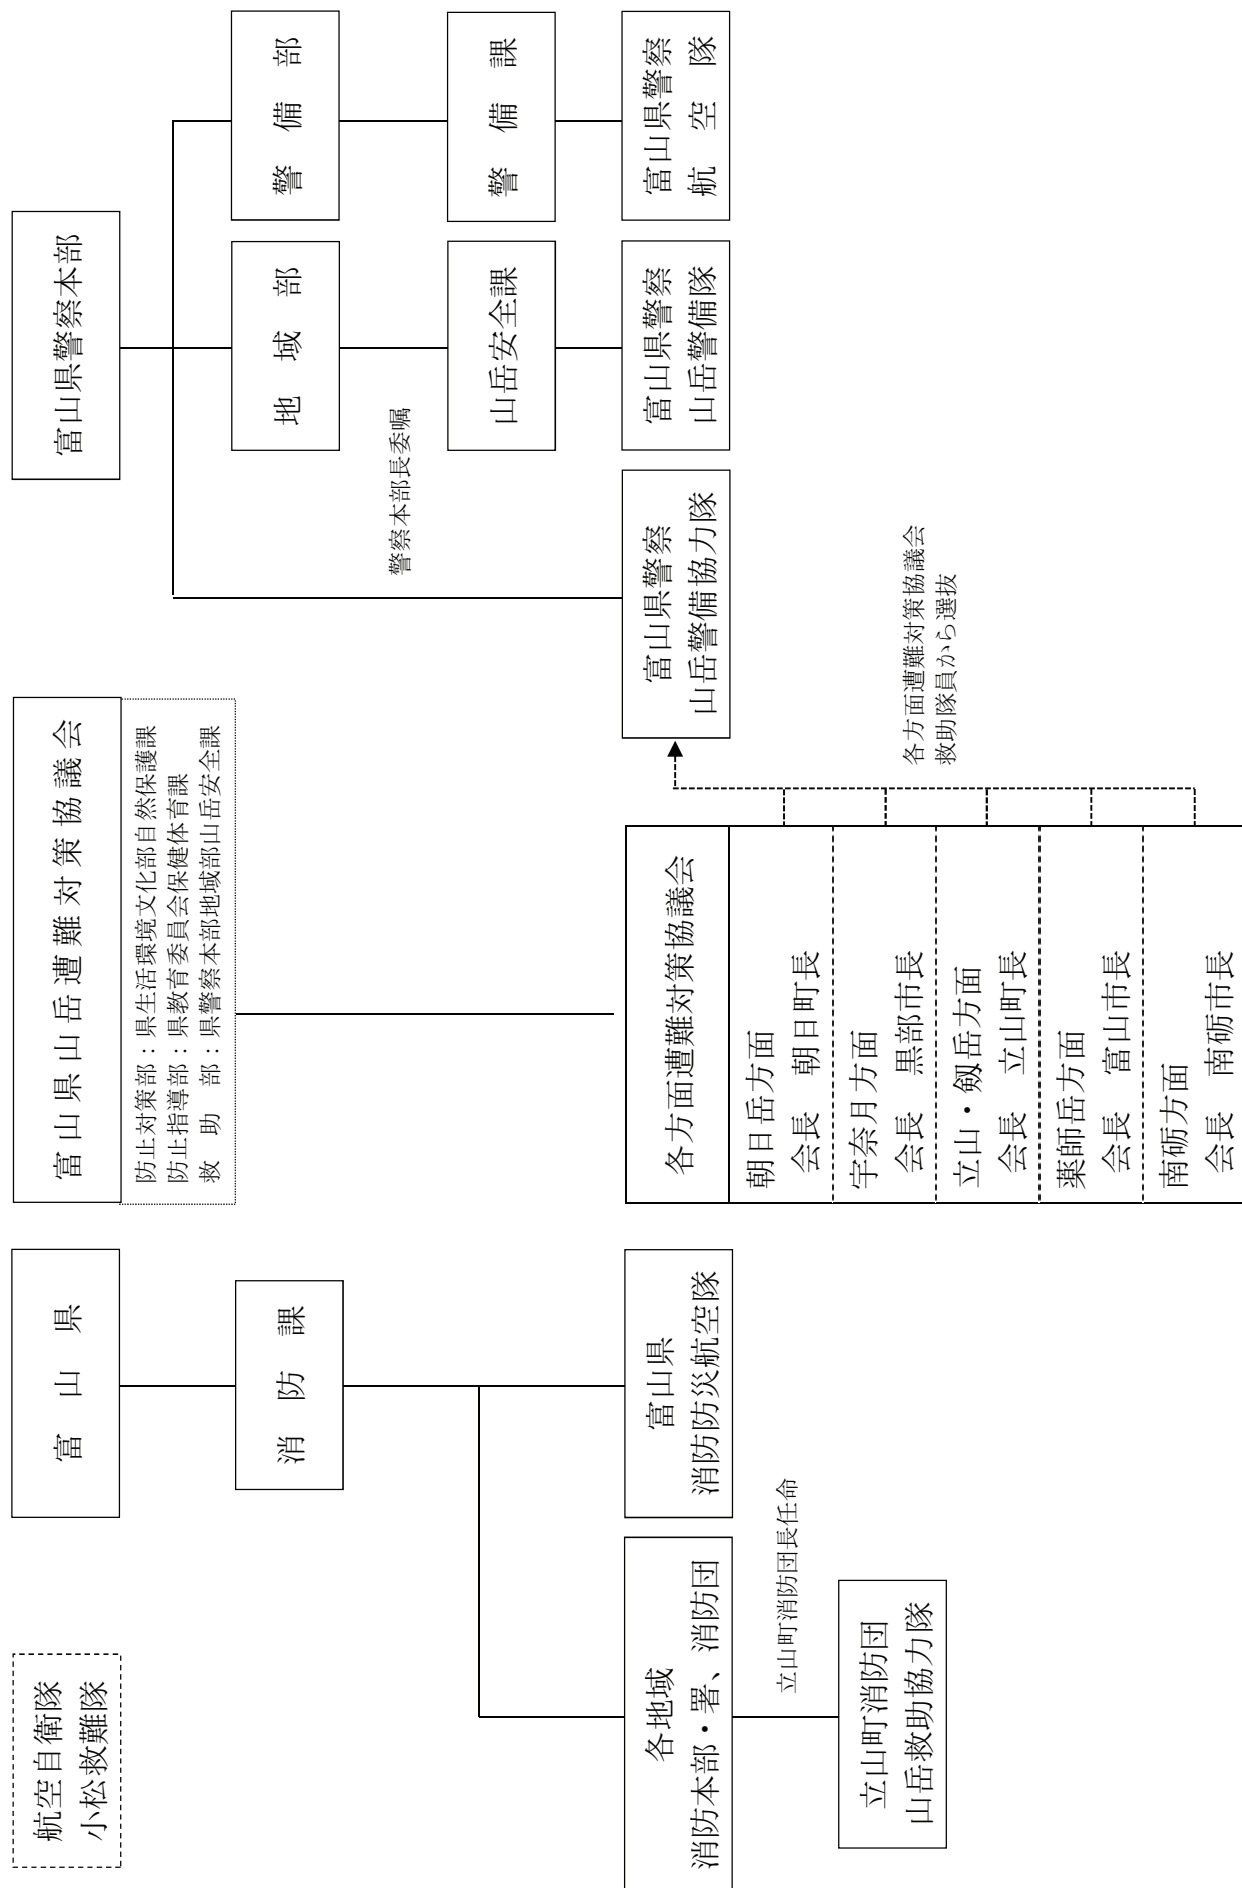 航空自衛隊
小松救難隊
富山県
消防課
各地域
消防本部・署、消防団
富山県
消防防災航空隊
立山町消防団長任命
立山町消防団
山岳救助協力隊
富山県山岳遭難対策協議会
防止対策部：県生活環境文化部自然保護課
防止指導部：県教育委員会保健体育課
救助部：県警察本部地域部山岳安全課
各方面遭難対策協議会
朝日岳方面
会長　朝日町長
宇奈月方面
会長　黒部市長
立山・剱岳方面
会長　立山町長
薬師岳方面
会長　富山市長
南砺方面
会長　南砺市長
各方面遭難対策協議会
救助隊員から選抜
富山県警察本部
地域部
警備部
警察本部長委嘱
山岳安全課
警備課
富山県警察
山岳警備協力隊
富山県警察
山岳警備隊
富山県警察
航空隊